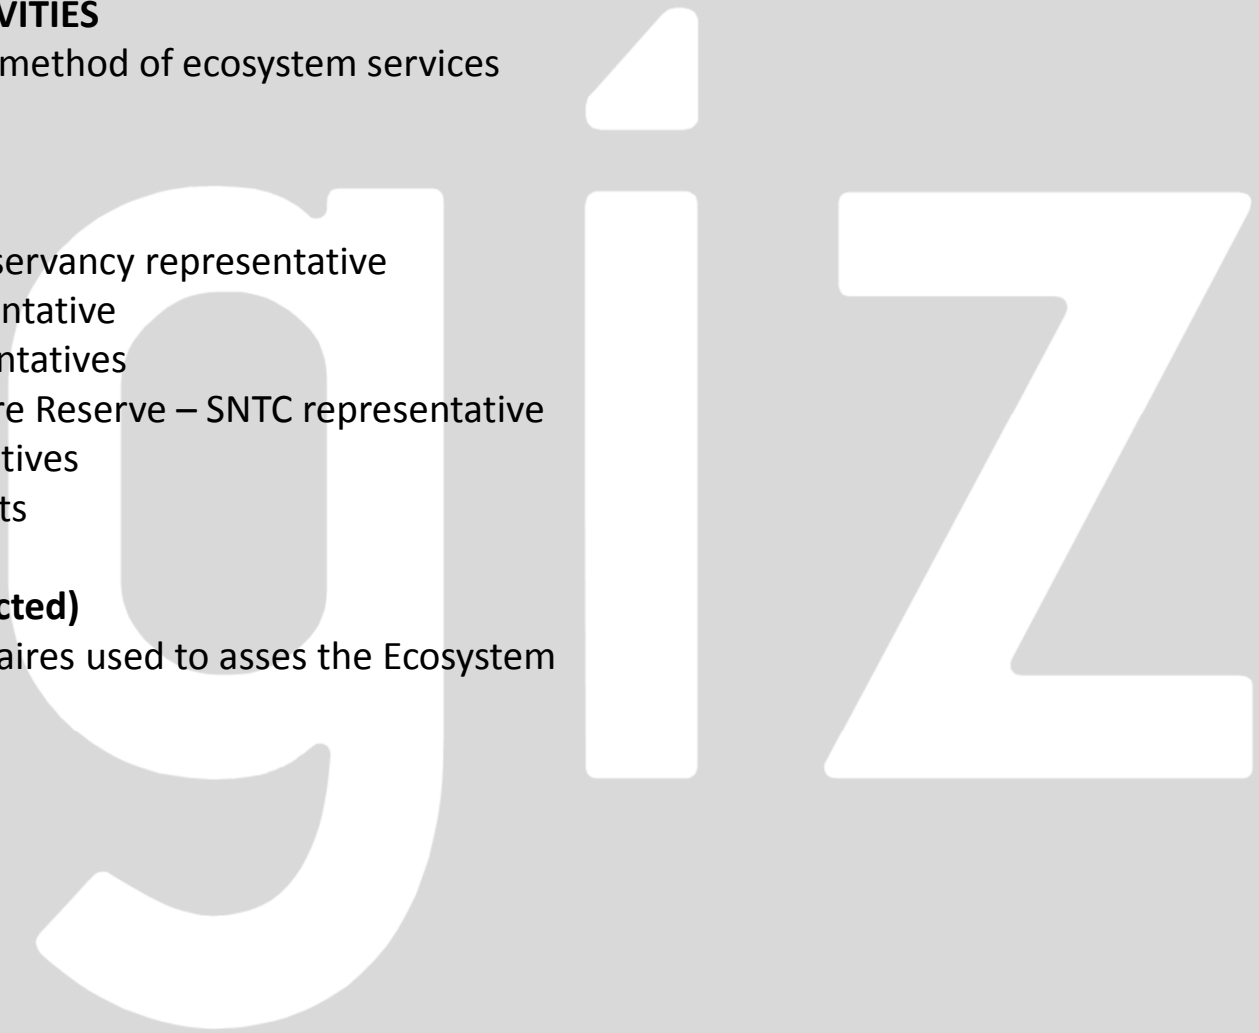 VITIES
method of ecosystem services
servancy representative
ntative
ntatives
re Reserve – SNTC representative
tives
ts
cted)
aires used to asses the Ecosystem
giz